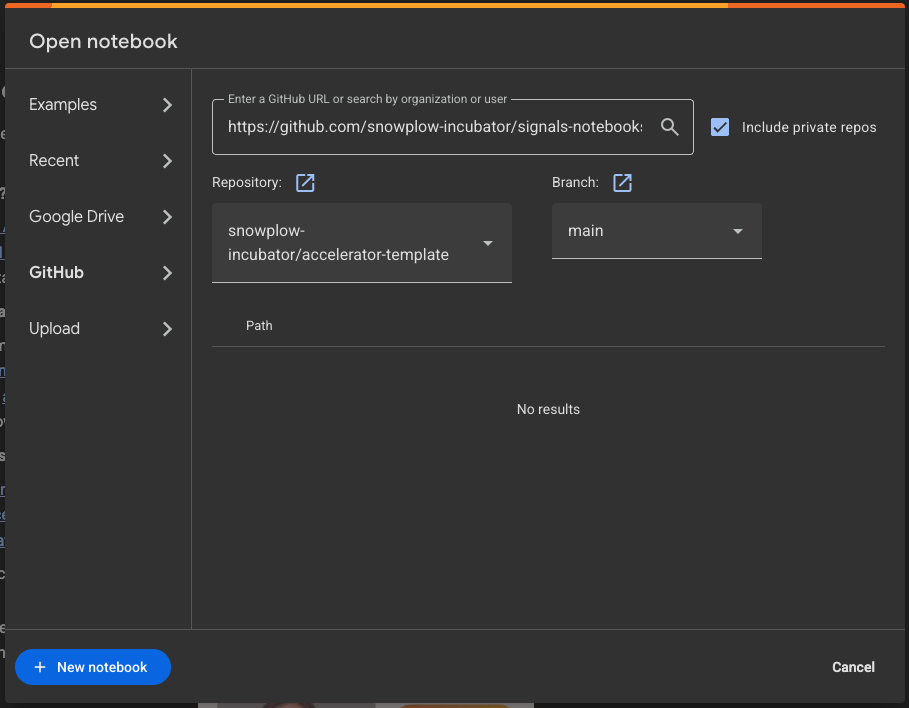 Open notebook
Examples
Recent
Google Drive
GitHub
Upload
Enter a GitHub URL or search by organization or user
https://github.com/snowplow-incubator/signals-notebook
Include private repos
Repository:
Branch:
snowplow-
incubator/accelerator-template
main
Path
No results
+ New notebook
Cancel